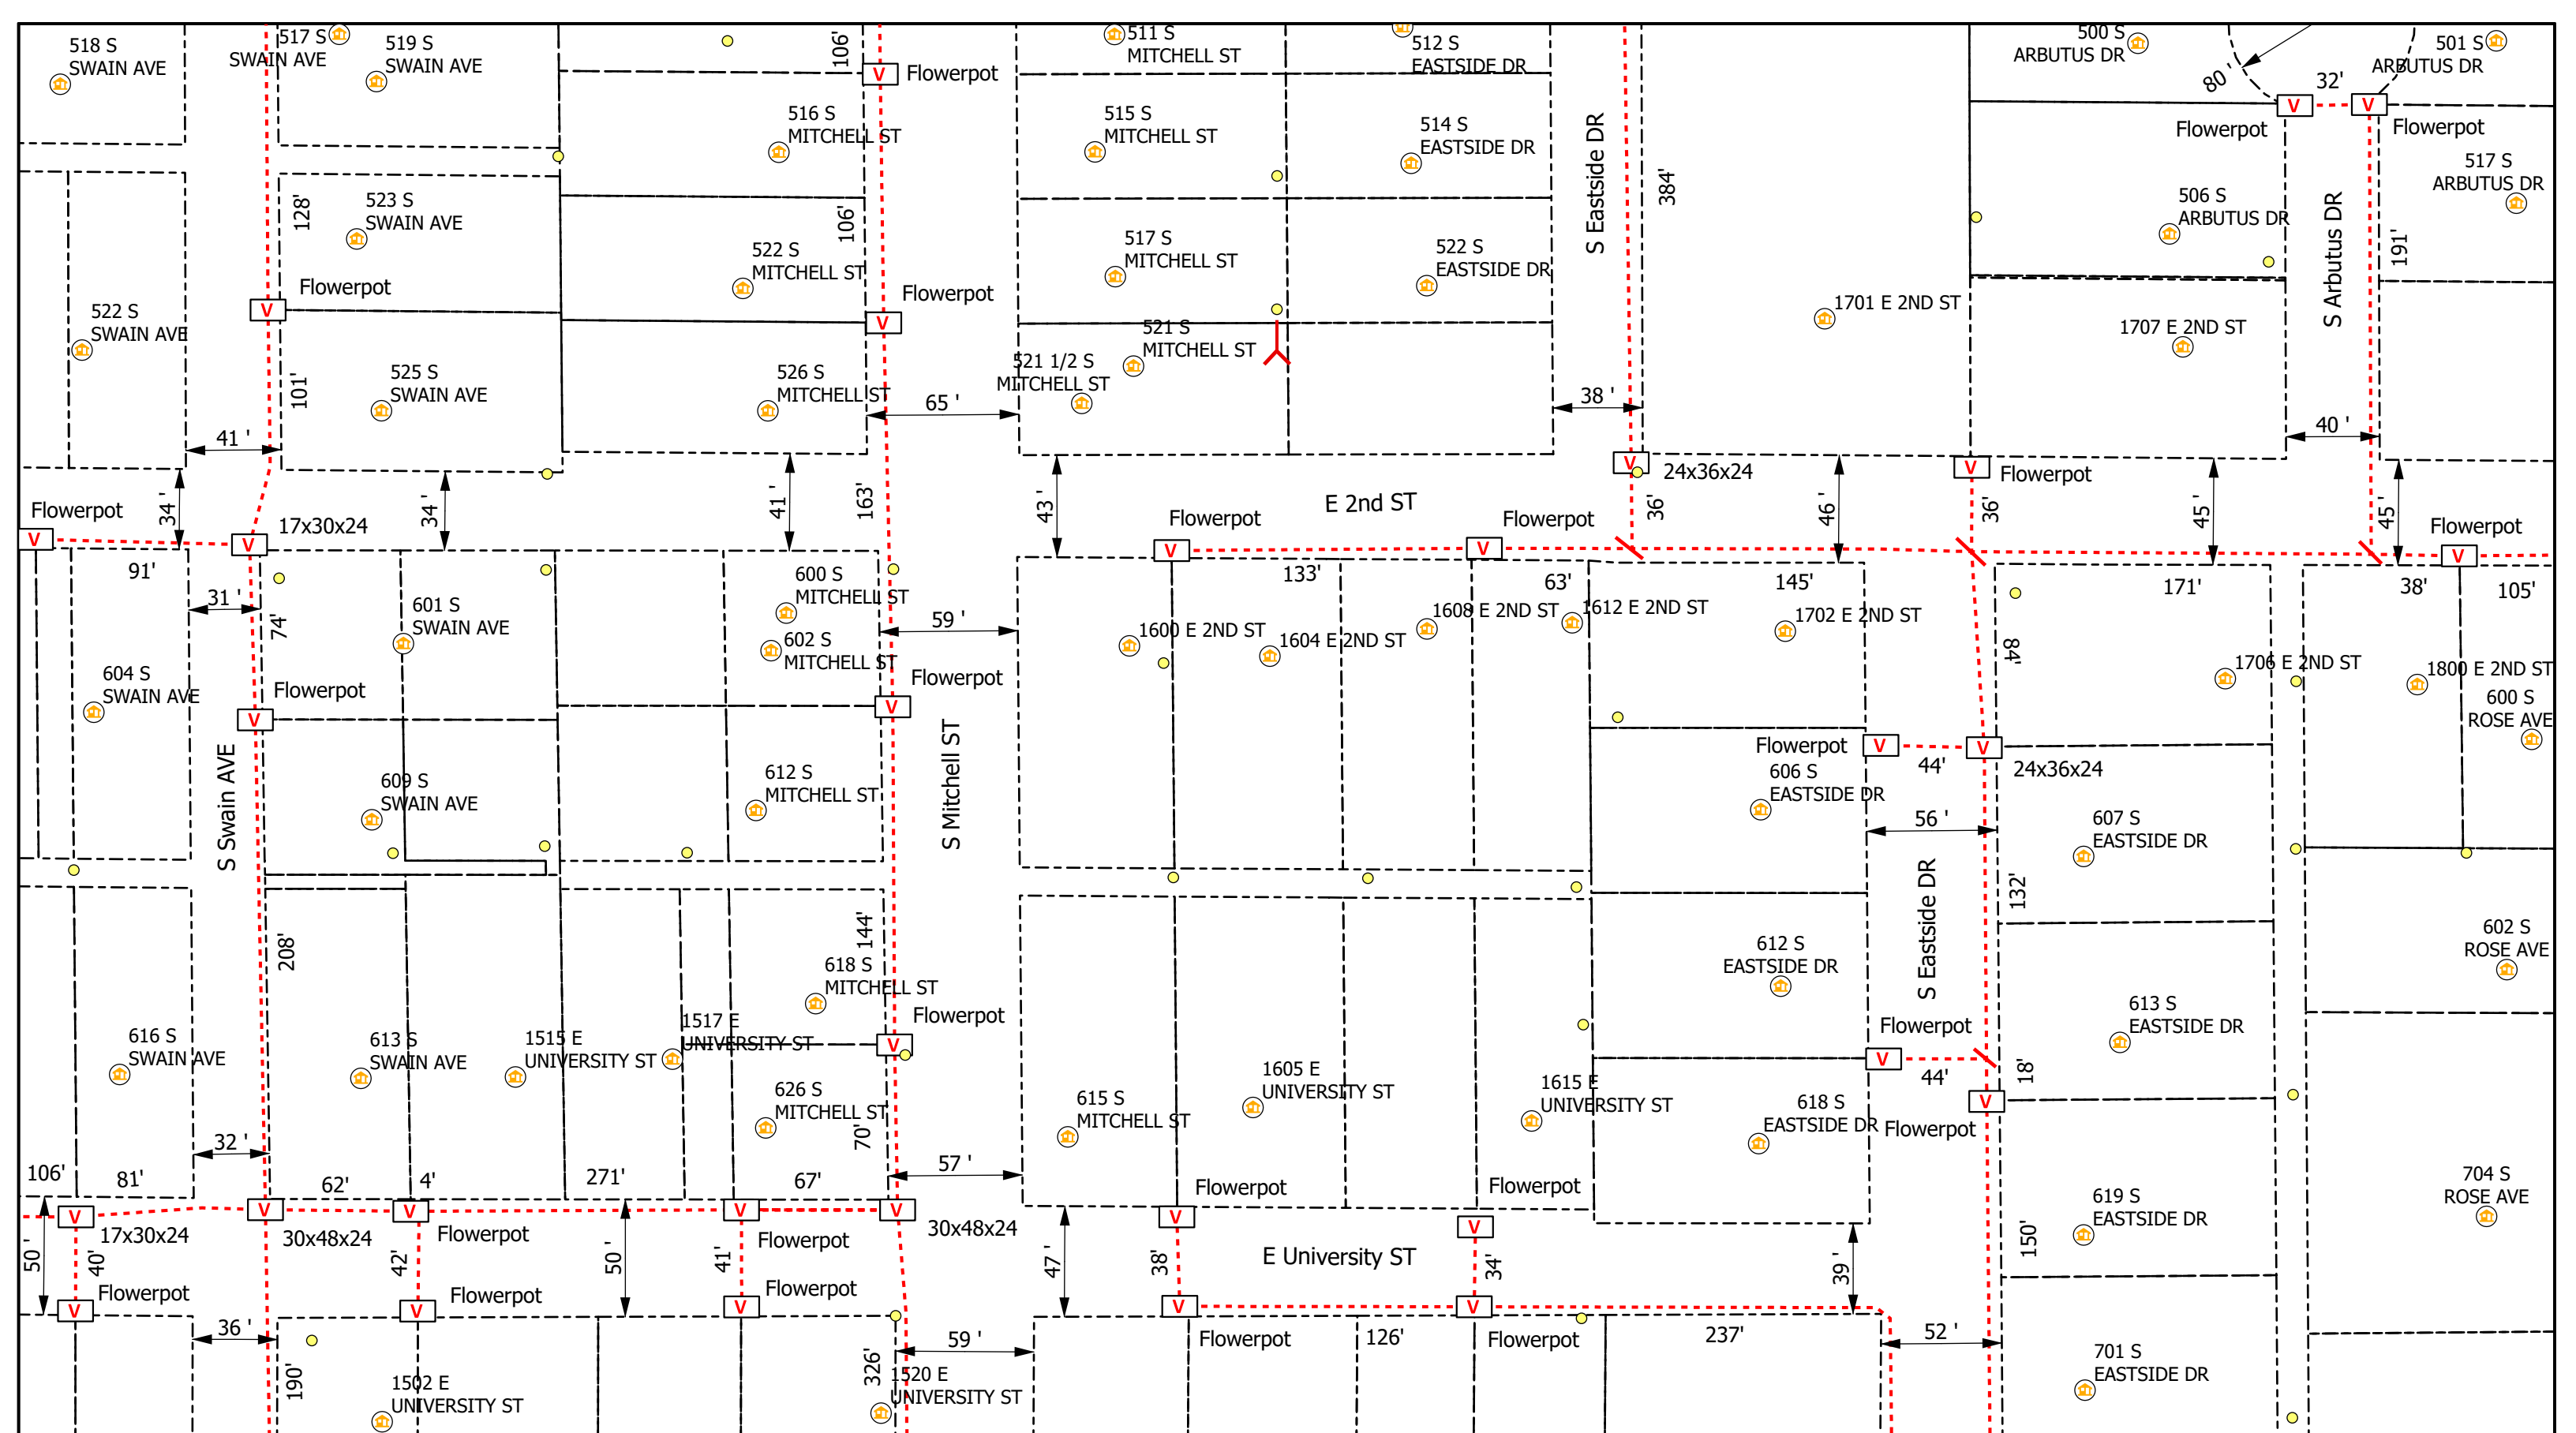 518 S
SWAIN AVE
517 S
SWAIN AVE
519 S
SWAIN AVE
106'
V
Flowerpot
511 S
MITCHELL ST
512 S
EASTSIDE DR
500 S
ARBUTUS DR
80'
32'
501 S
ARBUTUS DR
V
V
Flowerpot
Flowerpot
516 S
MITCHELL ST
515 S
MITCHELL ST
514 S
EASTSIDE DR
S Eastside DR
384'
517 S
ARBUTUS DR
128'
523 S
SWAIN AVE
106'
506 S
ARBUTUS DR
S Arbutus DR
191'
522 S
MITCHELL ST
517 S
MITCHELL ST
522 S
EASTSIDE DR
V
Flowerpot
V
Flowerpot
1701 E 2ND ST
1707 E 2ND ST
522 S
SWAIN AVE
521 S
MITCHELL ST
521 1/2 S
MITCHELL ST
101'
525 S
SWAIN AVE
526 S
MITCHELL ST
65 '
38 '
40 '
41 '
V
24x36x24
V
Flowerpot
34 '
34 '
41 '
163'
43 '
E 2nd ST
36'
46 '
36'
45 '
45 '
Flowerpot
V
17x30x24
V
Flowerpot
V
Flowerpot
V
Flowerpot
V
91'
133'
63'
145'
171'
38'
105'
31 '
74'
601 S
SWAIN AVE
600 S
MITCHELL ST
602 S
MITCHELL ST
59 '
1600 E 2ND ST
1604 E 2ND ST
1608 E 2ND ST
1612 E 2ND ST
1702 E 2ND ST
84'
1706 E 2ND ST
1800 E 2ND ST
600 S
ROSE AVE
604 S
SWAIN AVE
Flowerpot
V
Flowerpot
V
Flowerpot
V
V
44'
24x36x24
S Swain AVE
609 S
SWAIN AVE
612 S
MITCHELL ST
S Mitchell ST
606 S
EASTSIDE DR
56 '
607 S
EASTSIDE DR
S Eastside DR
132'
208'
144'
618 S
MITCHELL ST
612 S
EASTSIDE DR
602 S
ROSE AVE
616 S
SWAIN AVE
613 S
SWAIN AVE
1515 E
UNIVERSITY ST
1517 E
UNIVERSITY ST
V
Flowerpot
613 S
EASTSIDE DR
Flowerpot
V
44'
18'
V
Flowerpot
626 S
MITCHELL ST
70'
615 S
MITCHELL ST
1605 E
UNIVERSITY ST
1615 E
UNIVERSITY ST
618 S
EASTSIDE DR
32 '
57 '
106'
81'
62'
4'
271'
67'
Flowerpot
Flowerpot
704 S
ROSE AVE
V
17x30x24
V
30x48x24
V
Flowerpot
V
Flowerpot
V
30x48x24
V
V
619 S
EASTSIDE DR
50 '
40'
42'
50 '
41'
47 '
38'
E University ST
34'
39 '
150'
Flowerpot
V
Flowerpot
V
Flowerpot
V
V
Flowerpot
V
Flowerpot
36 '
59 '
126'
237'
52 '
190'
1502 E
UNIVERSITY ST
326'
1520 E
UNIVERSITY ST
701 S
EASTSIDE DR